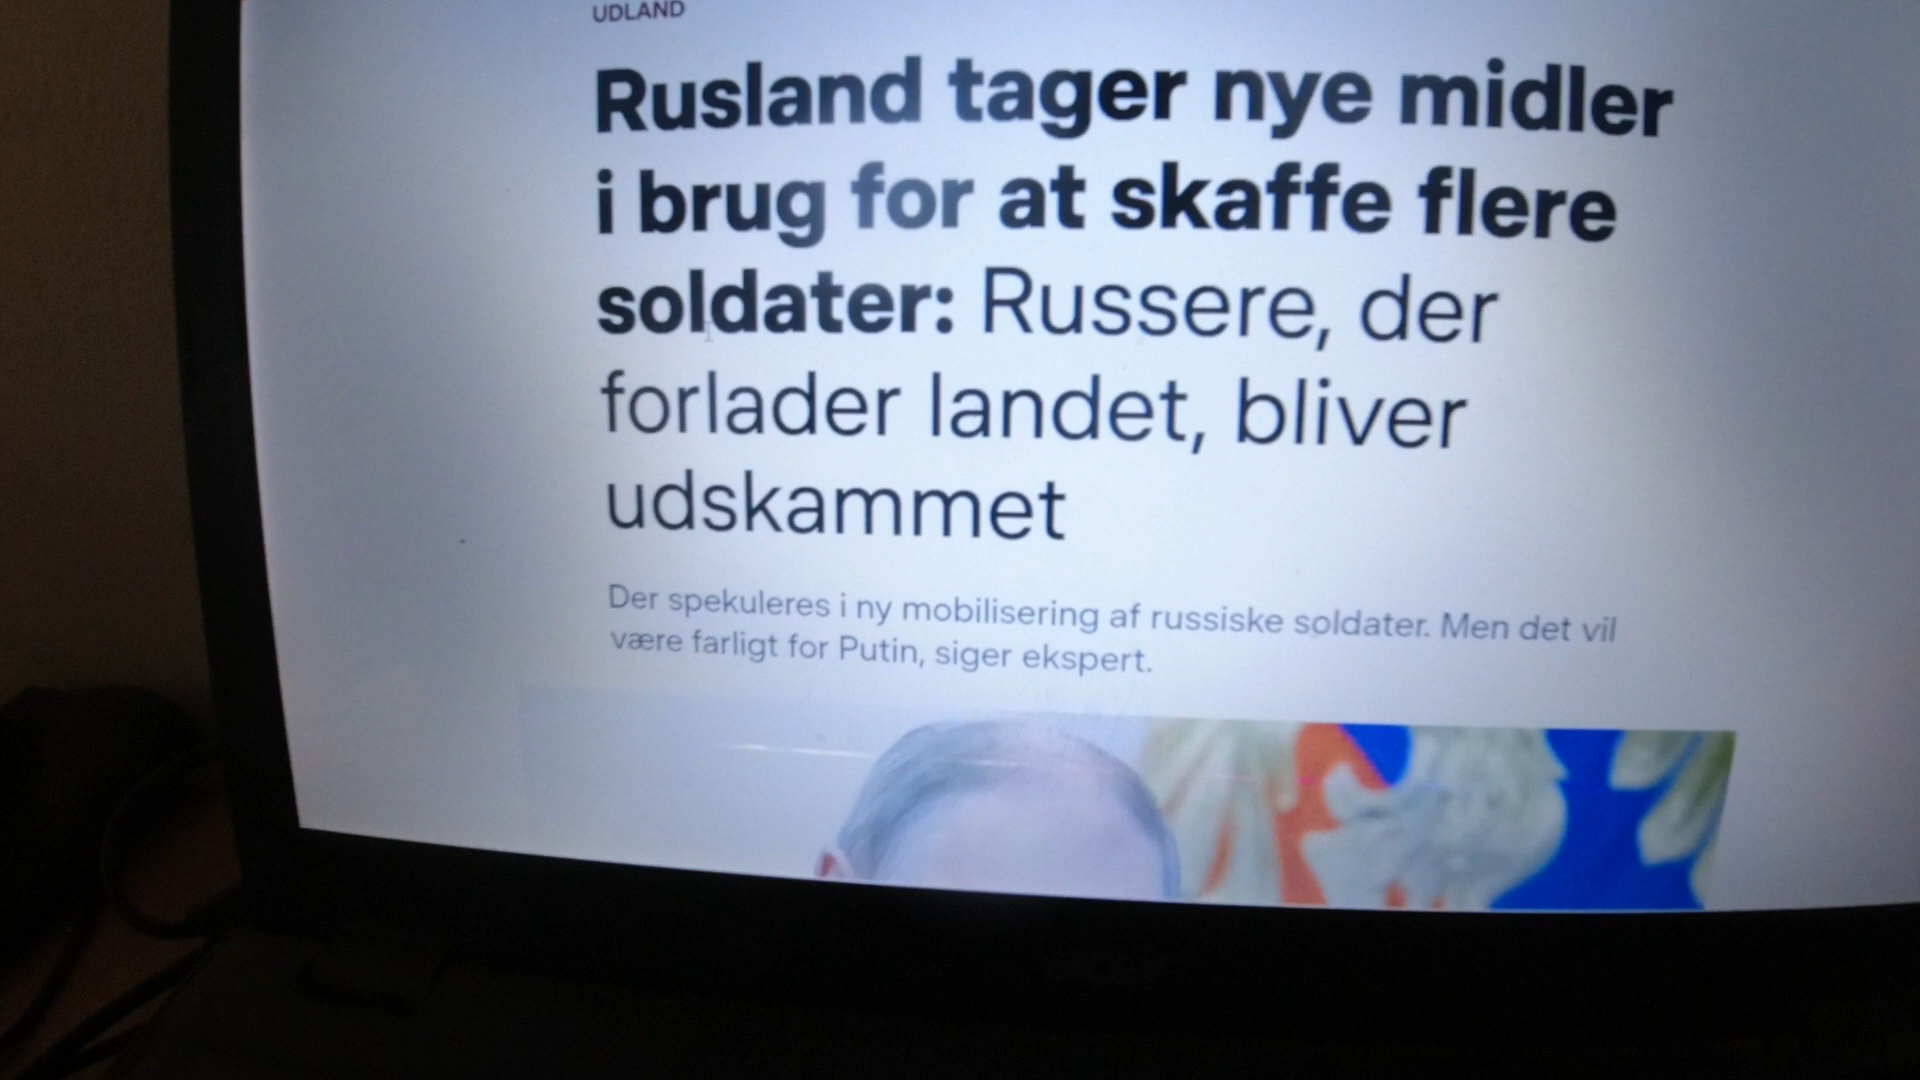 UDLAND
Rusland tager nye midler
i brug for at skaffe flere
soldater: Russere, der
forlader landet, bliver
udskammet
Der spekuleres i ny mobilisering af russiske soldater. Men det vil
være farligt for Putin, siger ekspert.